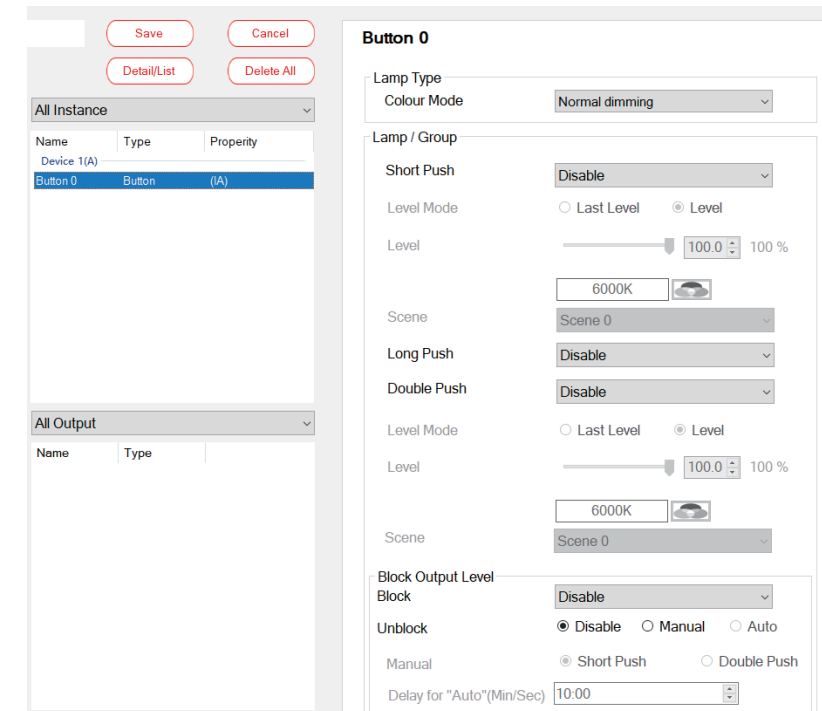 Save Cancel
Detail/List Delete All
All Instance
Name Type Properity
Device 1(A)
Button 0 Button (IA)
All Output
Name Type
Button 0
Lamp Type
Colour Mode Normal dimming
Lamp / Group
Short Push Disable
Level Mode Last Level Level
Level 100.0 100 %
6000K
Scene Scene 0
Long Push Disable
Double Push Disable
Level Mode Last Level Level
Level 100.0 100 %
6000K
Scene Scene 0
Block Output Level
Block Disable
Unblock Disable Manual Auto
Manual Short Push Double Push
Delay for "Auto"(Min/Sec) 10:00